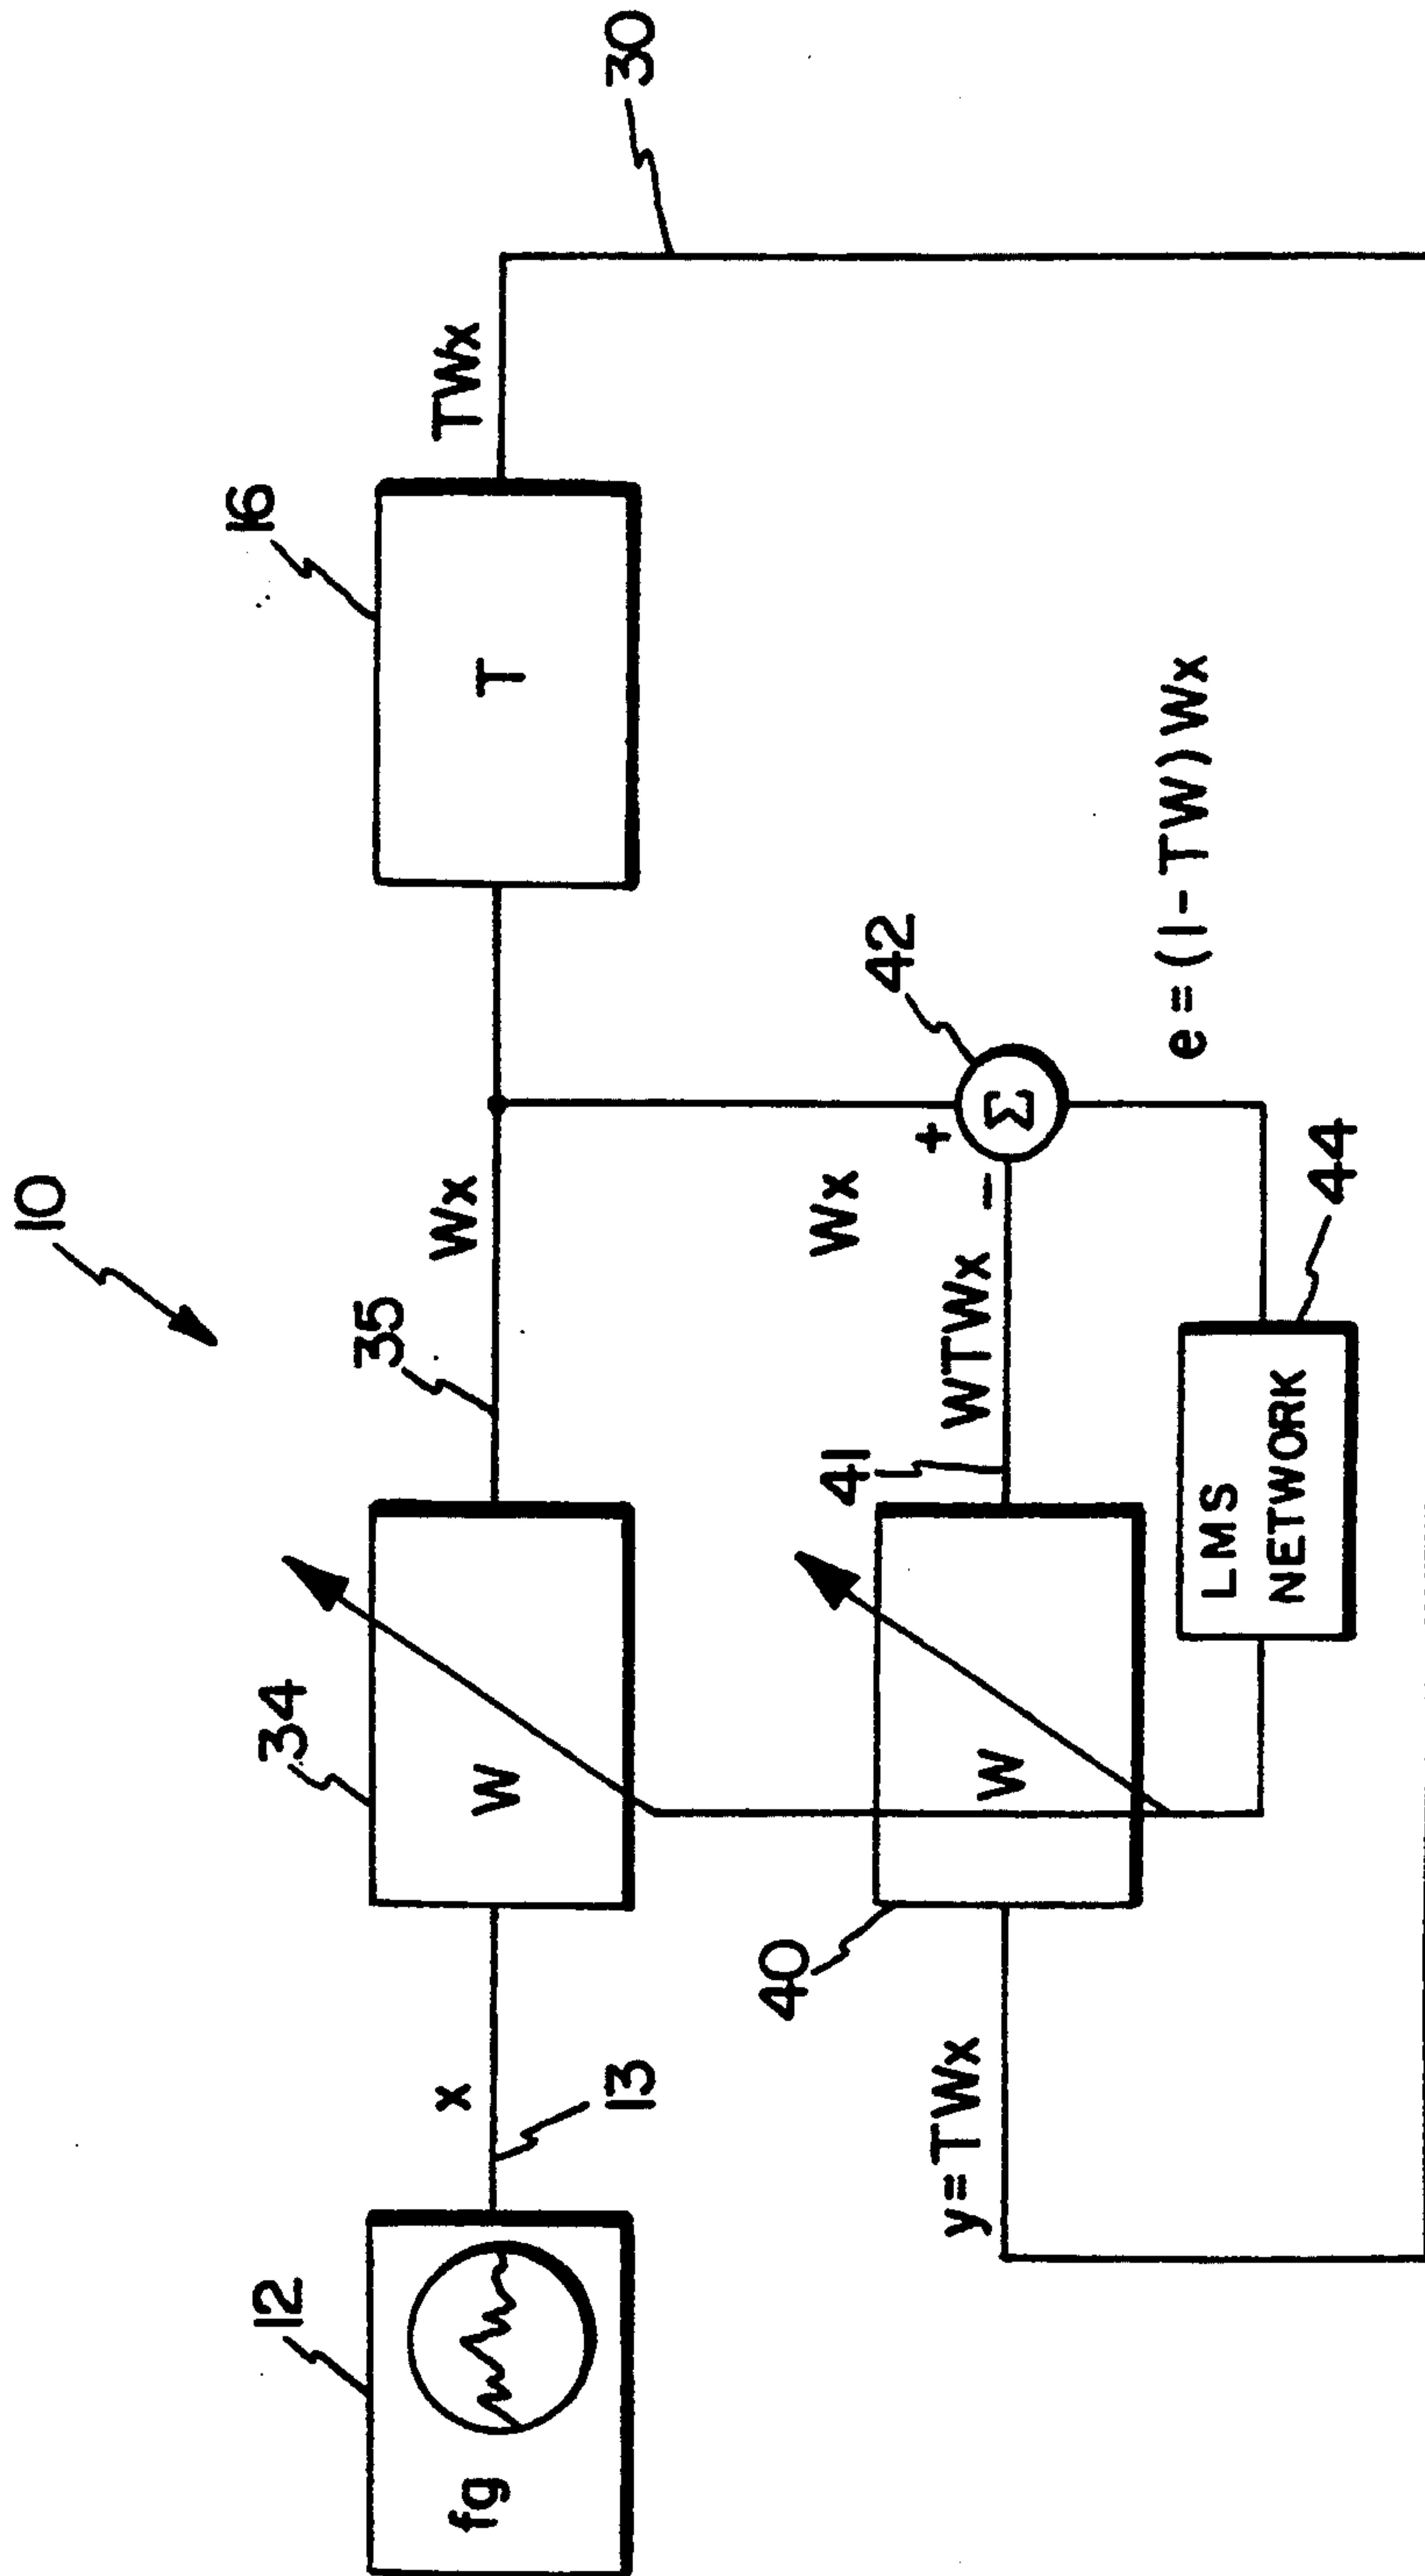 10
12
fg
x
13
34
W
35
Wx
16
T
TWx
30
y=TWx
40
W
41
WTWx
Wx
+
−
Σ
42
e = (1 - TW) Wx
LMS
NETWORK
44